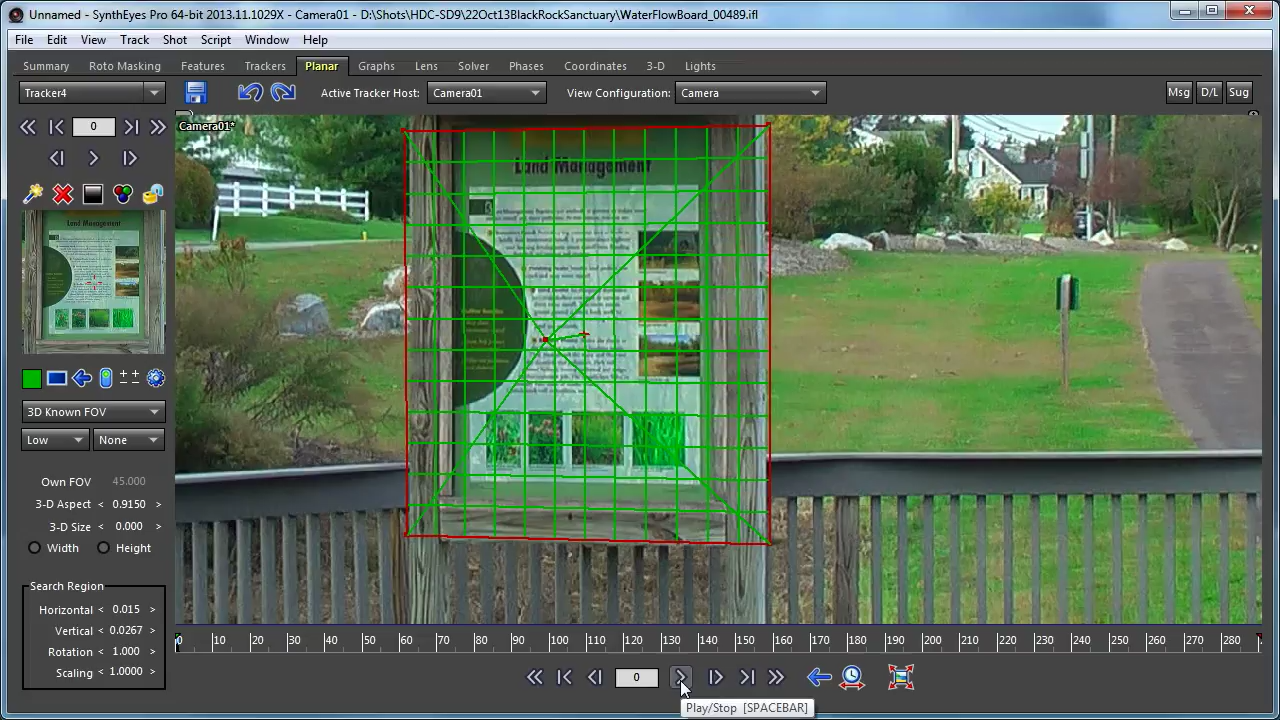 Unnamed - SynthEyes Pro 64-bit 2013.11.1029X - Camera01 - D:\Shots\HDC-SD9\22Oct13BlackRockSanctuary\WaterFlowBoard_00489.ifl
File Edit View Track Shot Script Window Help
Summary Roto Masking Features Trackers Planar Graphs Lens Solver Phases Coordinates 3-D Lights
Tracker4 Active Tracker Host: Camera01 View Configuration: Camera Msg D/L Sug
0
Camera01*
Land Management
Land Management
3D Known FOV
Low None
Own FOV 45.000
3-D Aspect < 0.9150 >
3-D Size < 0.000 >
Width Height
Search Region
Horizontal < 0.015 >
Vertical < 0.0267 >
Rotation < 1.000 >
Scaling < 1.0000 >
0 10 20 30 40 50 60 70 80 90 100 110 120 130 140 150 160 170 180 190 200 210 220 230 240 250 260 270 280
0
Play/Stop [SPACEBAR]